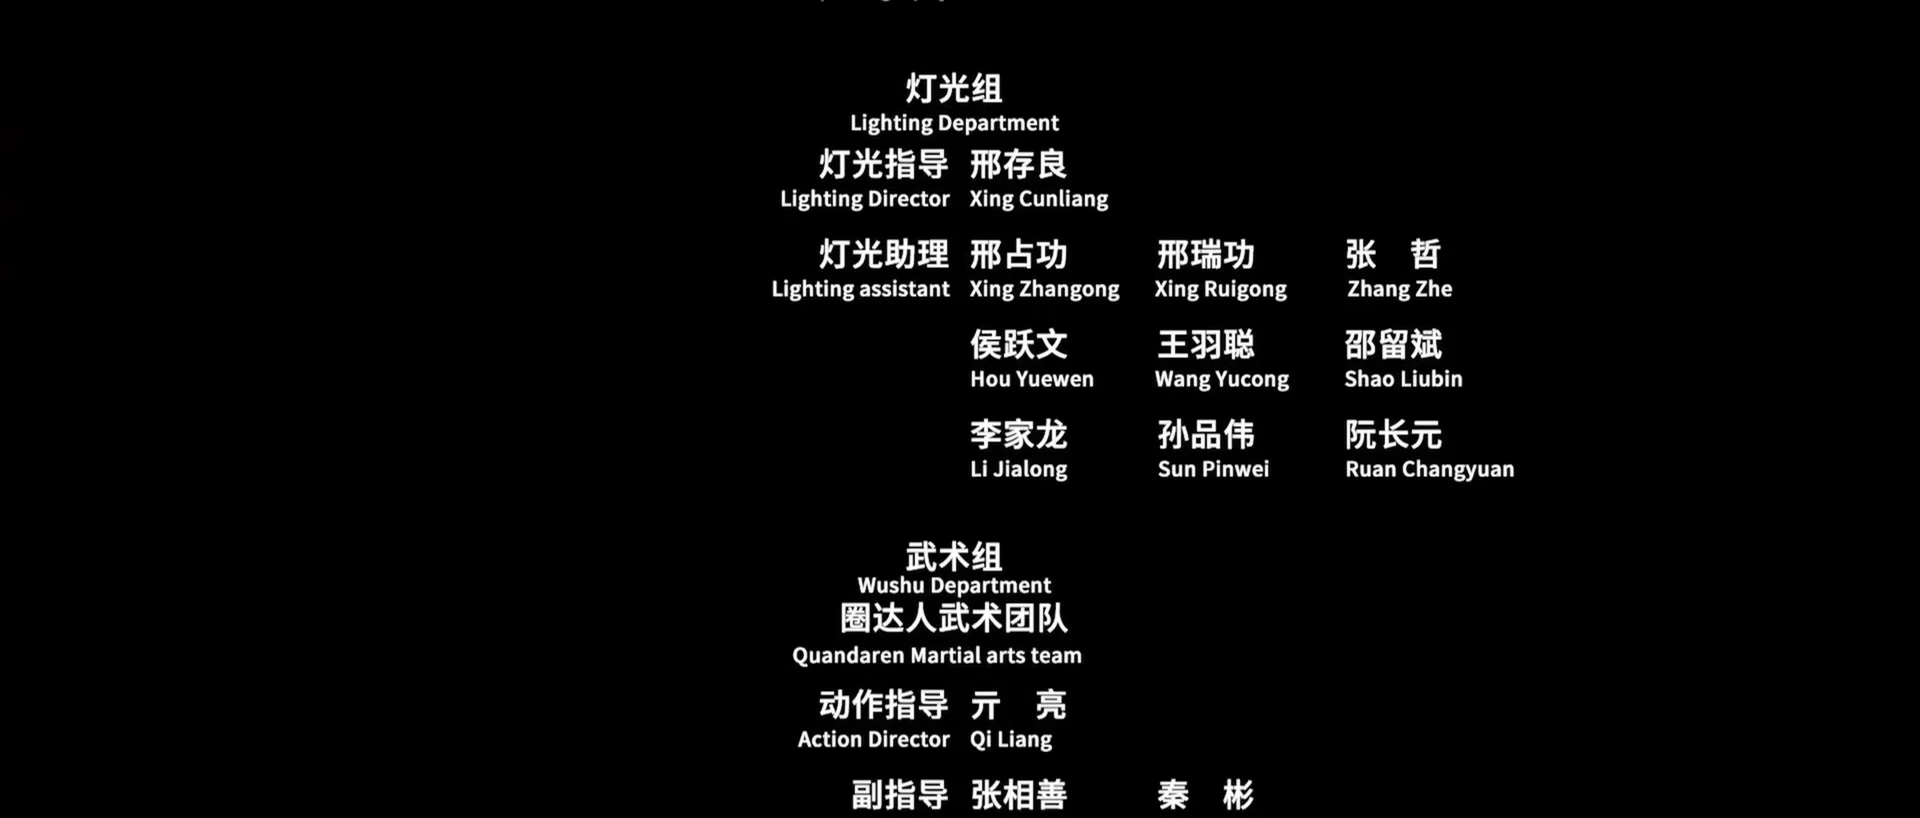 灯光组
Lighting Department
灯光指导 邢存良
Lighting Director Xing Cunliang
灯光助理 邢占功 邢瑞功 张 哲
Lighting assistant Xing Zhangong Xing Ruigong Zhang Zhe
侯跃文 王羽聪 邵留斌
Hou Yuewen Wang Yucong Shao Liubin
李家龙 孙品伟 阮长元
Li Jialong Sun Pinwei Ruan Changyuan
武术组
Wushu Department
圈达人武术团队
Quandaren Martial arts team
动作指导 亓 亮
Action Director Qi Liang
副指导 张相善 秦 彬